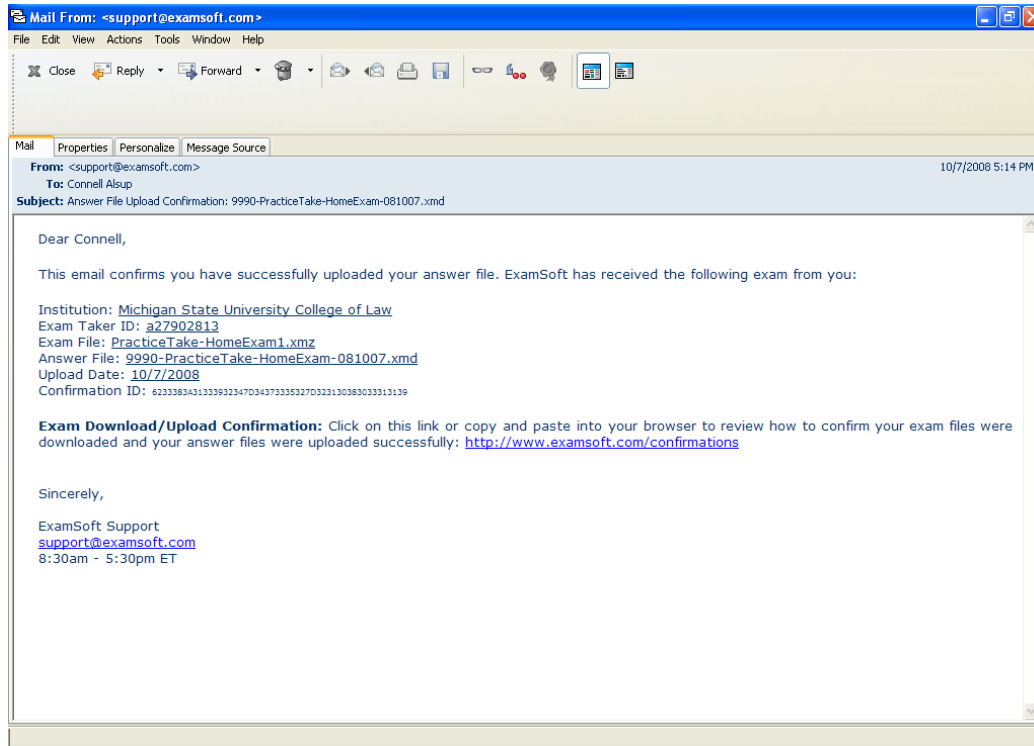 Mail From: <support@examsoft.com>
File Edit View Actions Tools Window Help
Close Reply Forward
Mail Properties Personalize Message Source
From: <support@examsoft.com> 10/7/2008 5:14 PM
To: Connell Alsup
Subject: Answer File Upload Confirmation: 9990-PracticeTake-HomeExam-081007.xmd
Dear Connell,
This email confirms you have successfully uploaded your answer file. ExamSoft has received the following exam from you:
Institution: Michigan State University College of Law
Exam Taker ID: a27902813
Exam File: PracticeTake-HomeExam1.xmz
Answer File: 9990-PracticeTake-HomeExam-081007.xmd
Upload Date: 10/7/2008
Confirmation ID: 6233383A31333932347D34373335327D323130383033313139
Exam Download/Upload Confirmation: Click on this link or copy and paste into your browser to review how to confirm your exam files were
downloaded and your answer files were uploaded successfully: http://www.examsoft.com/confirmations
Sincerely,
ExamSoft Support
support@examsoft.com
8:30am - 5:30pm ET